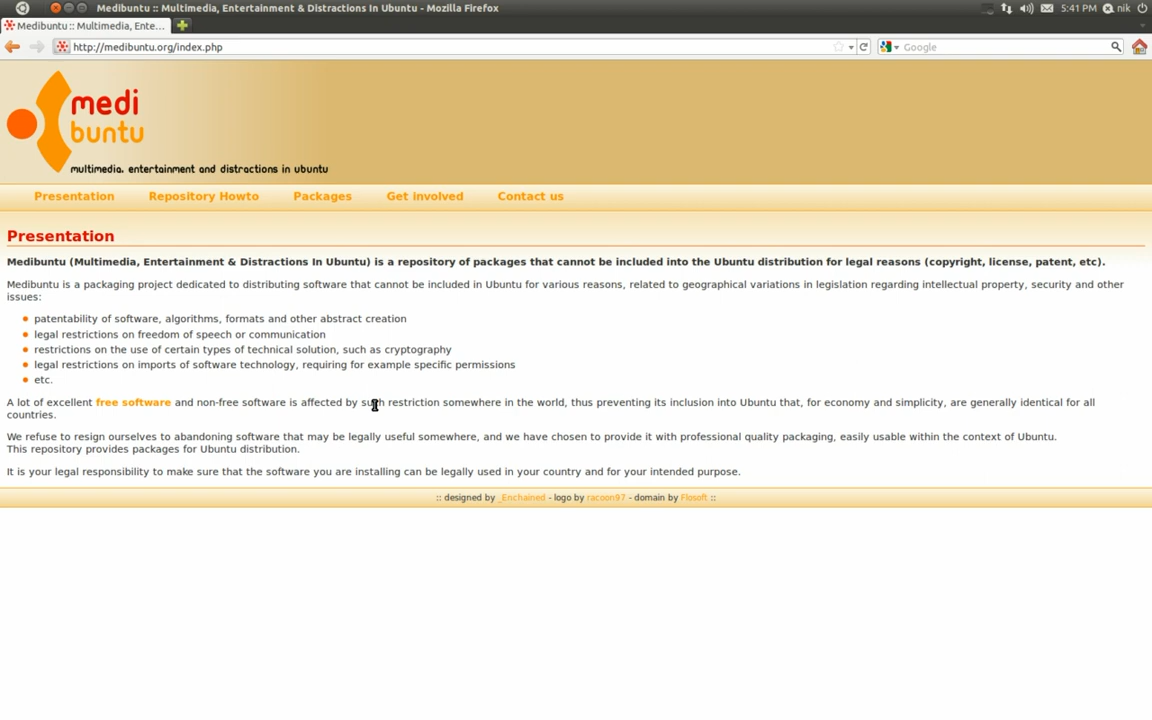 Medibuntu :: Multimedia, Entertainment & Distractions In Ubuntu - Mozilla Firefox
5:41 PM nik
Medibuntu :: Multimedia, Ente...
http://medibuntu.org/index.php
Google
medi
buntu
multimedia. entertainment and distractions in ubuntu
Presentation Repository Howto Packages Get involved Contact us
Presentation
Medibuntu (Multimedia, Entertainment & Distractions In Ubuntu) is a repository of packages that cannot be included into the Ubuntu distribution for legal reasons (copyright, license, patent, etc).
Medibuntu is a packaging project dedicated to distributing software that cannot be included in Ubuntu for various reasons, related to geographical variations in legislation regarding intellectual property, security and other
issues:
patentability of software, algorithms, formats and other abstract creation
legal restrictions on freedom of speech or communication
restrictions on the use of certain types of technical solution, such as cryptography
legal restrictions on imports of software technology, requiring for example specific permissions
etc.
A lot of excellent free software and non-free software is affected by such restriction somewhere in the world, thus preventing its inclusion into Ubuntu that, for economy and simplicity, are generally identical for all
countries.
We refuse to resign ourselves to abandoning software that may be legally useful somewhere, and we have chosen to provide it with professional quality packaging, easily usable within the context of Ubuntu.
This repository provides packages for Ubuntu distribution.
It is your legal responsibility to make sure that the software you are installing can be legally used in your country and for your intended purpose.
:: designed by _Enchained - logo by racoon97 - domain by Flosoft ::